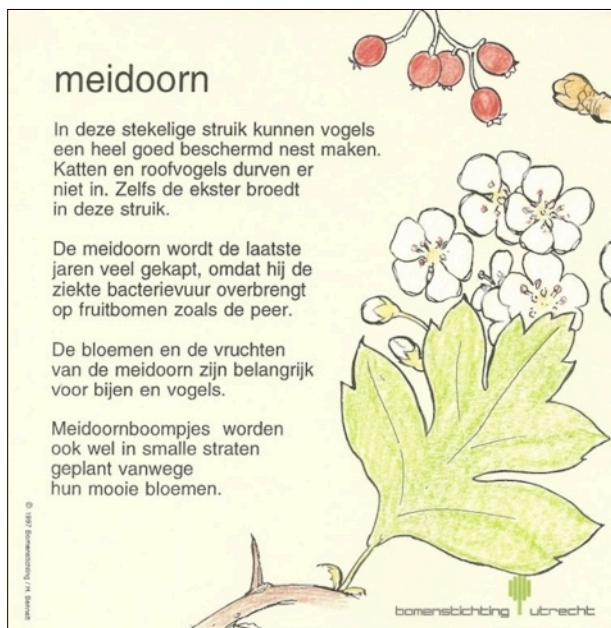 meidoorn
In deze stekelige struik kunnen vogels
een heel goed beschermd nest maken.
Katten en roofvogels durven er
niet in. Zelfs de ekster broedt
in deze struik.
De meidoorn wordt de laatste
jaren veel gekapt, omdat hij de
ziekte bacterievuur overbrengt
op fruitbomen zoals de peer.
De bloemen en de vruchten
van de meidoorn zijn belangrijk
voor bijen en vogels.
Meidoornboompjes worden
ook wel in smalle straten
geplant vanwege
hun mooie bloemen.
© 1997 Bomenstichting / H.
bomenstichting utrecht